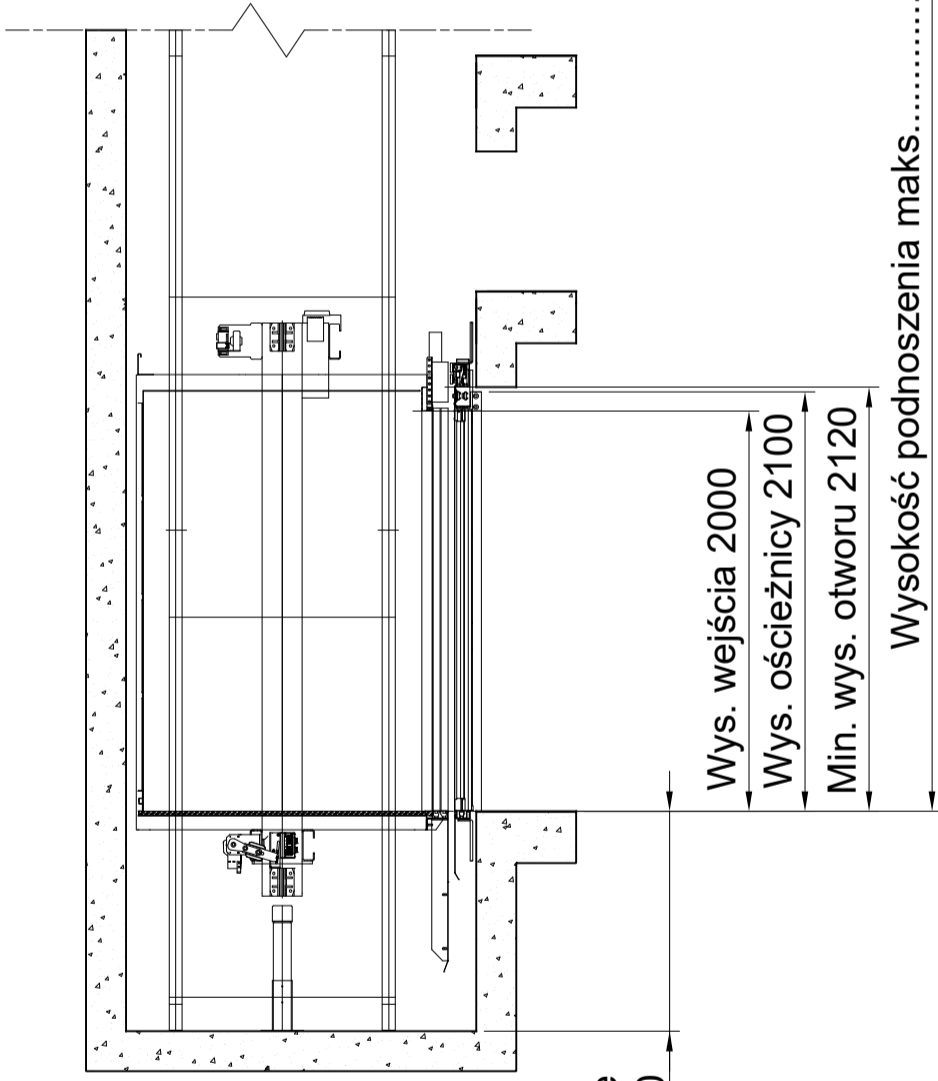 Wys. wejścia 2000
Wys. ościeżnicy 2100
Min. wys. otworu 2120
Wysokość podnoszenia maks...........